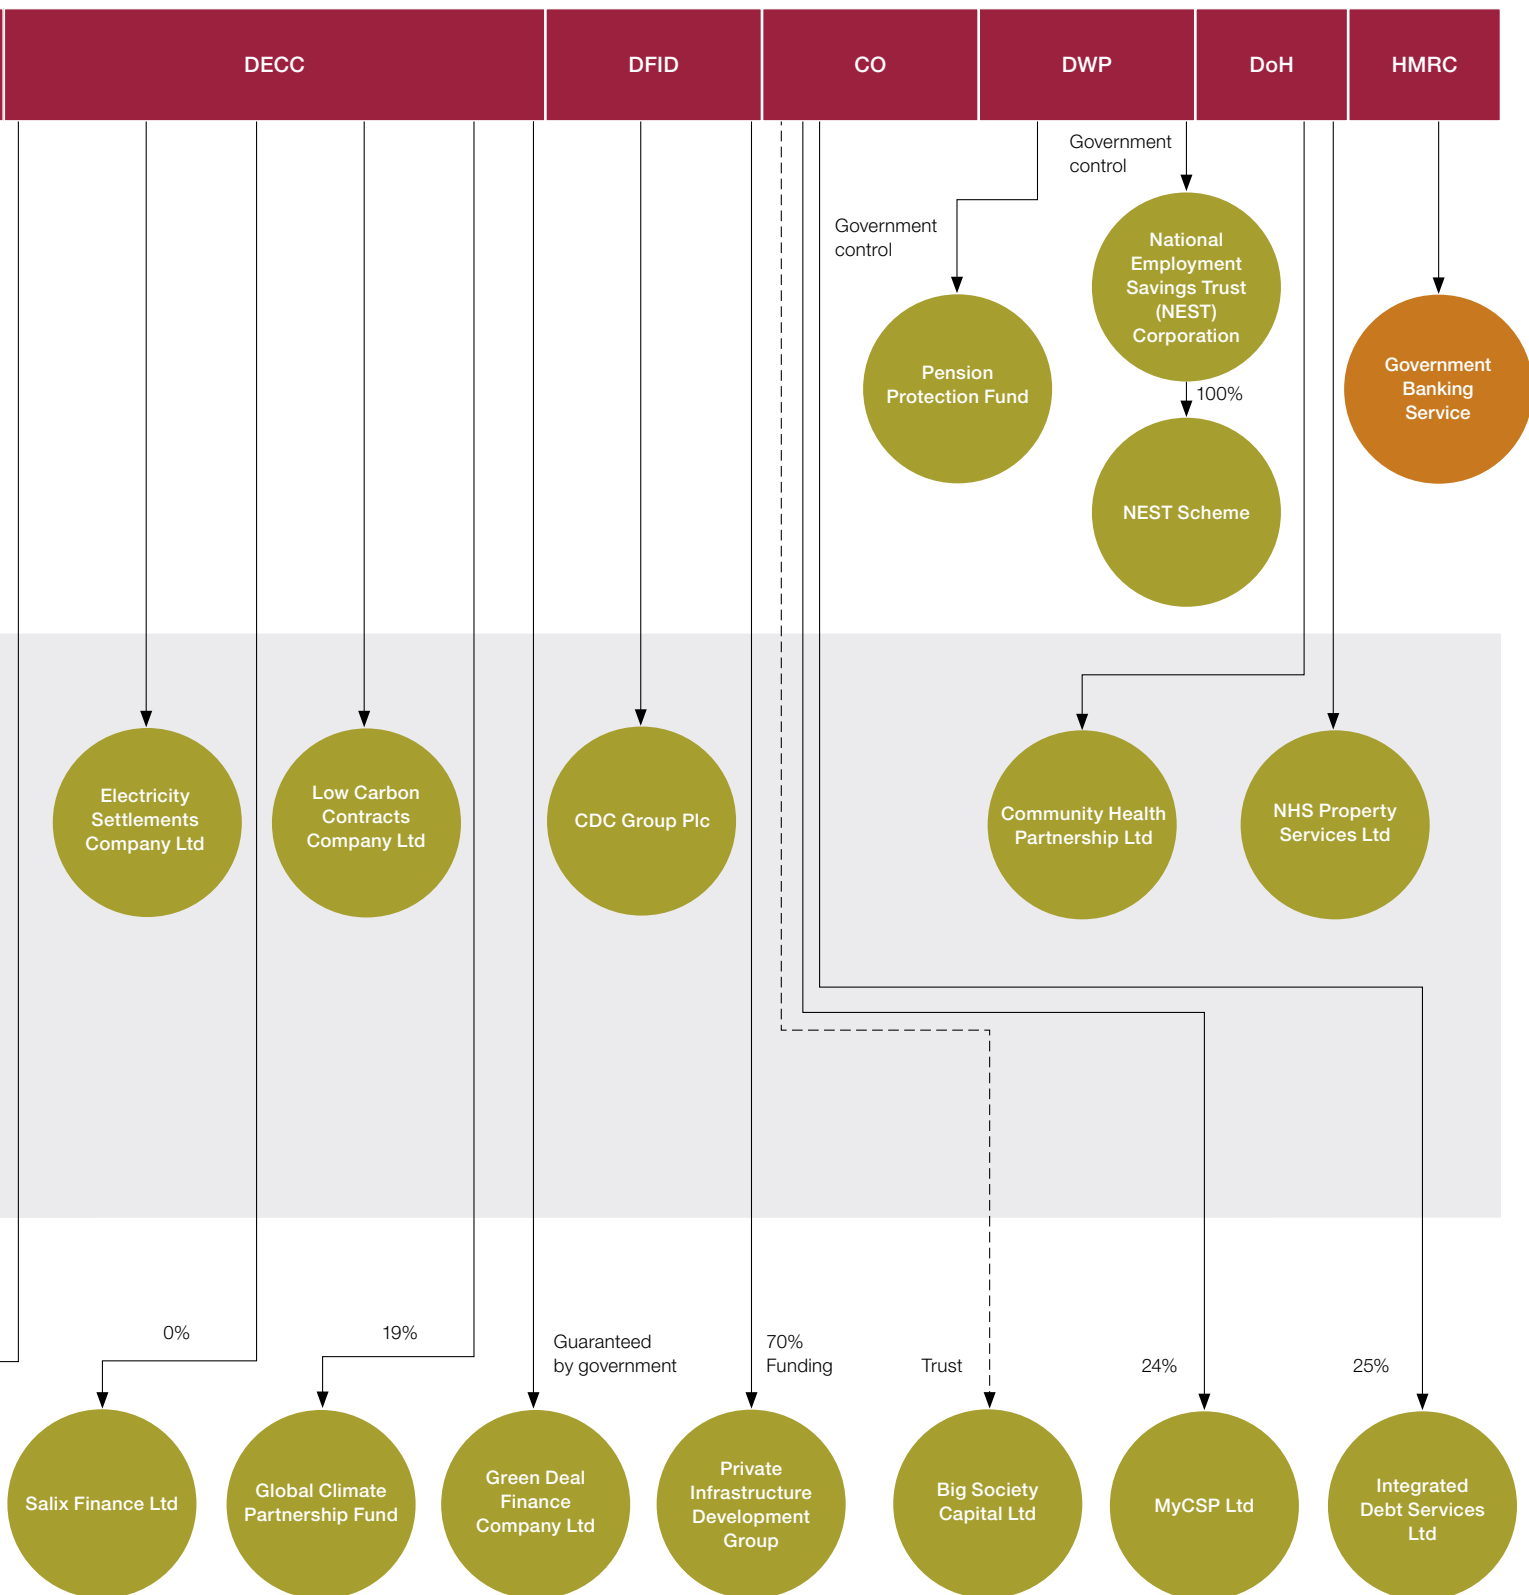 DECC
DFID
CO
DWP
DoH
HMRC
Government
control
Government
control
National
Employment
Savings Trust
(NEST)
Corporation
Pension
Protection Fund
Government
Banking
Service
100%
NEST Scheme
Electricity
Settlements
Company Ltd
Low Carbon
Contracts
Company Ltd
CDC Group Plc
Community Health
Partnership Ltd
NHS Property
Services Ltd
0%
19%
Guaranteed
by government
70%
Funding
Trust
24%
25%
Salix Finance Ltd
Global Climate
Partnership Fund
Green Deal
Finance
Company Ltd
Private
Infrastructure
Development
Group
Big Society
Capital Ltd
MyCSP Ltd
Integrated
Debt Services
Ltd